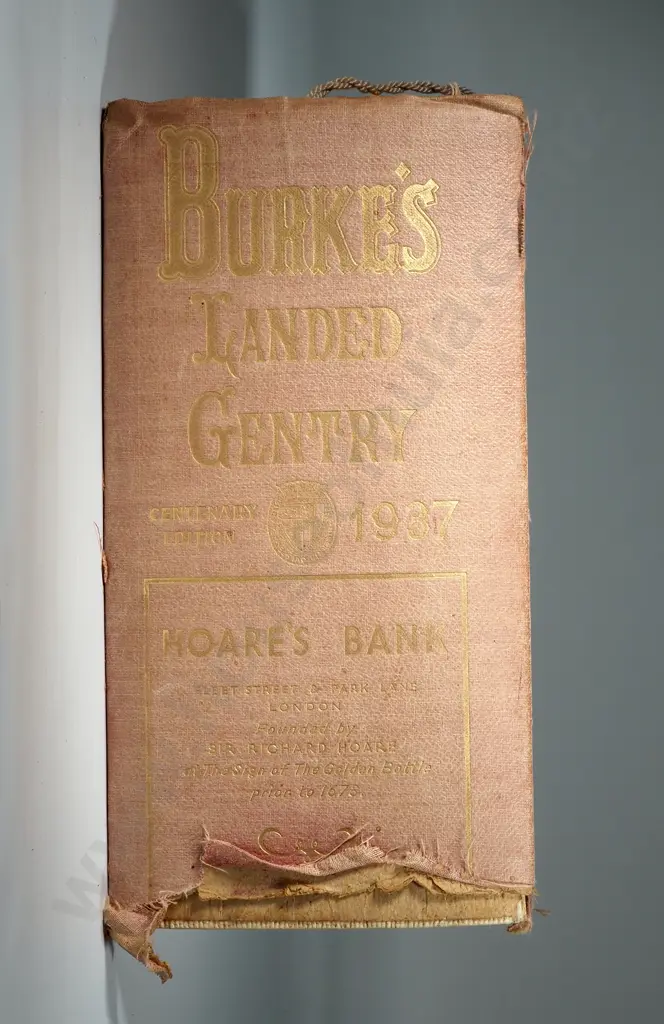 BURKE'S
LANDED
GENTRY
CENTENARY
EDITION
1937
HOARE'S BANK
FLEET STREET & PARK LANE
LONDON
Founded by
SIR RICHARD HOARE
at The Sign of The Golden Bottle
prior to 1673